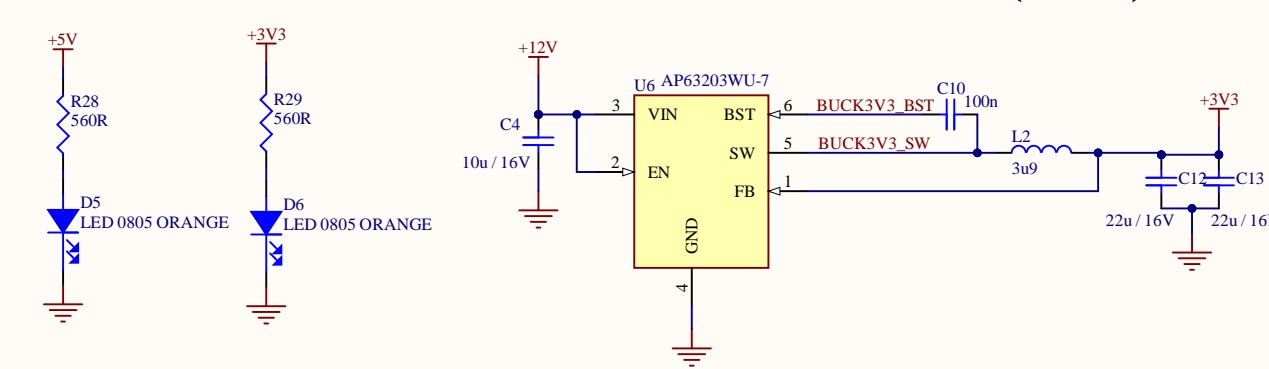 +5V
R28
560R
D5
LED 0805 ORANGE
+3V3
R29
560R
D6
LED 0805 ORANGE
+12V
C4
10u / 16V
U6 AP63203WU-7
3 VIN
2 EN
BST 6
SW 5
FB 1
GND
4
BUCK3V3_BST
BUCK3V3_SW
C10
100n
L2
3u9
+3V3
C12
22u / 16V
C13
22u / 16V